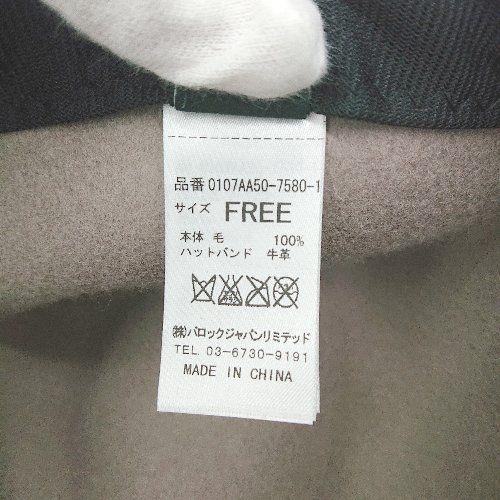 品番 0107AA50-7580-1
サイズ FREE
本体 毛 100%
ハットバンド 牛革
㈱バロックジャパンリミテッド
TEL 03-6730-9191
MADE IN CHINA